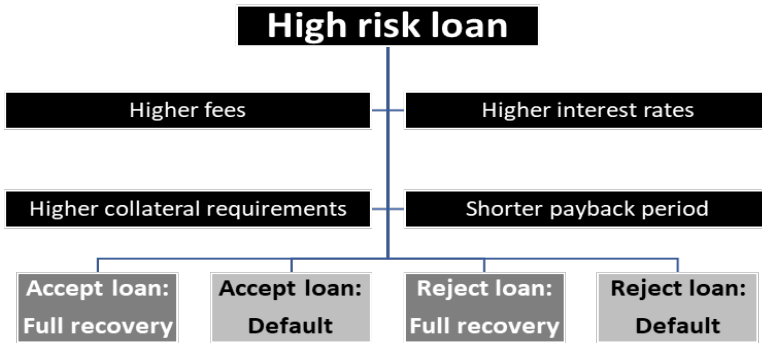 High risk loan
Higher fees
Higher interest rates
Higher collateral requirements
Shorter payback period
Accept loan:
Full recovery
Accept loan:
Default
Reject loan:
Full recovery
Reject loan:
Default